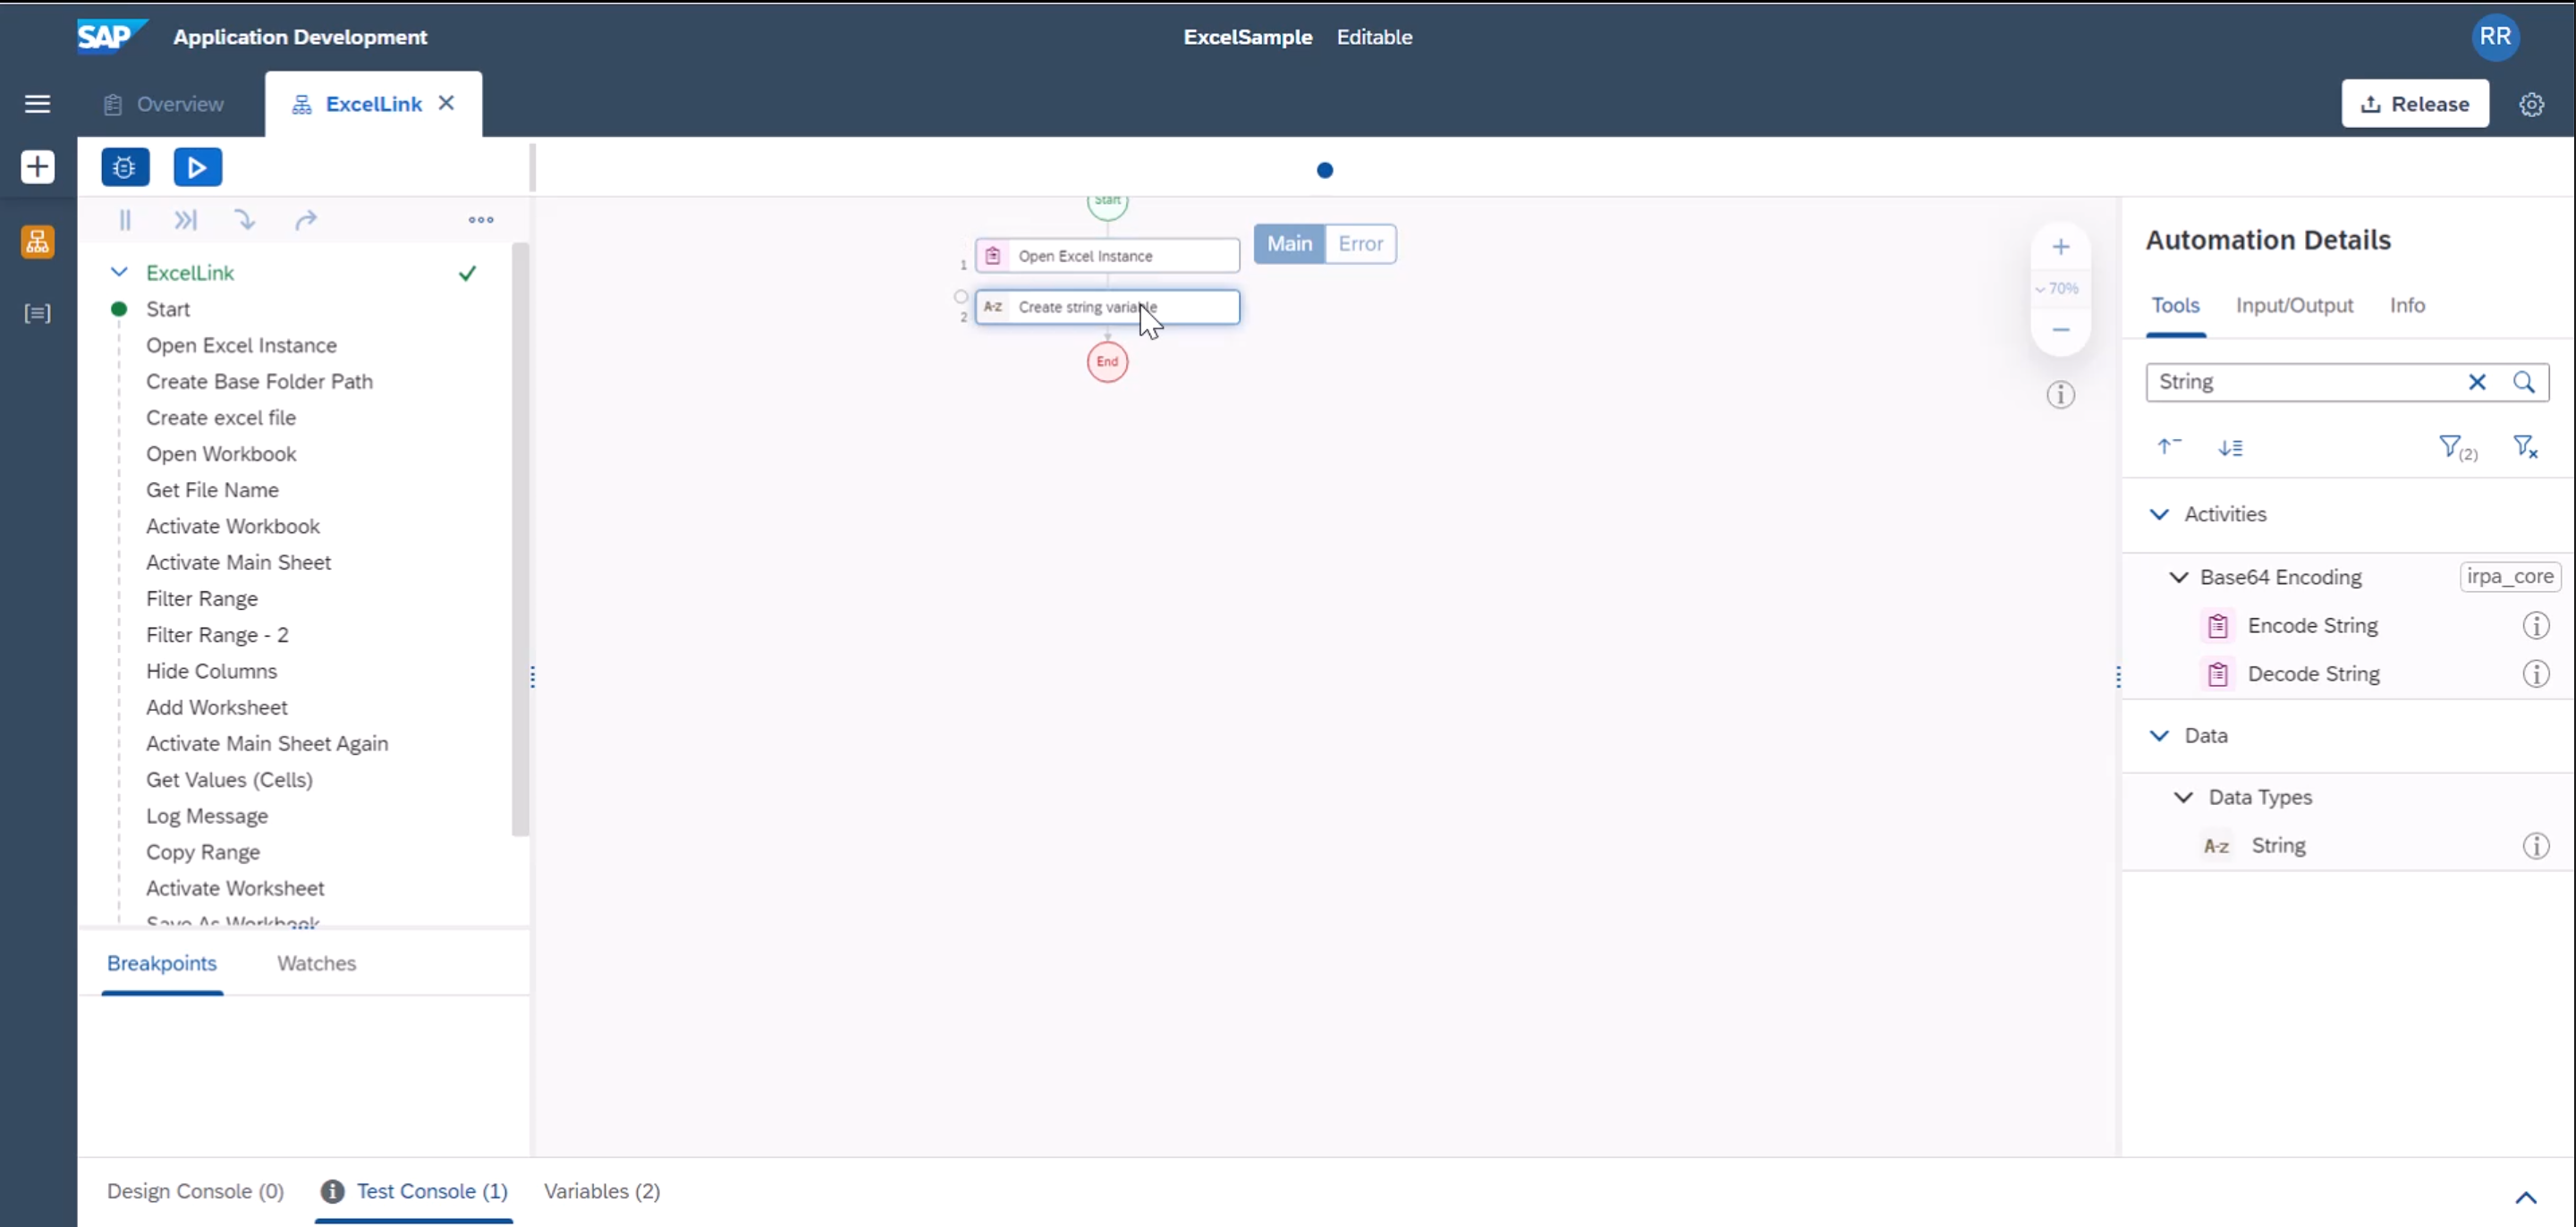 SAP Application Development
ExcelSample Editable
RR
Overview
ExcelLink
Release
ExcelLink
Start
Open Excel Instance
Create Base Folder Path
Create excel file
Open Workbook
Get File Name
Activate Workbook
Activate Main Sheet
Filter Range
Filter Range - 2
Hide Columns
Add Worksheet
Activate Main Sheet Again
Get Values (Cells)
Log Message
Copy Range
Activate Worksheet
Save As Workbook
Breakpoints Watches
Start
1 Open Excel Instance
Main Error
2 A-z Create string variable
End
70%
Automation Details
Tools Input/Output Info
String
(2)
Activities
Base64 Encoding irpa_core
Encode String
Decode String
Data
Data Types
A-z String
Design Console (0) Test Console (1) Variables (2)